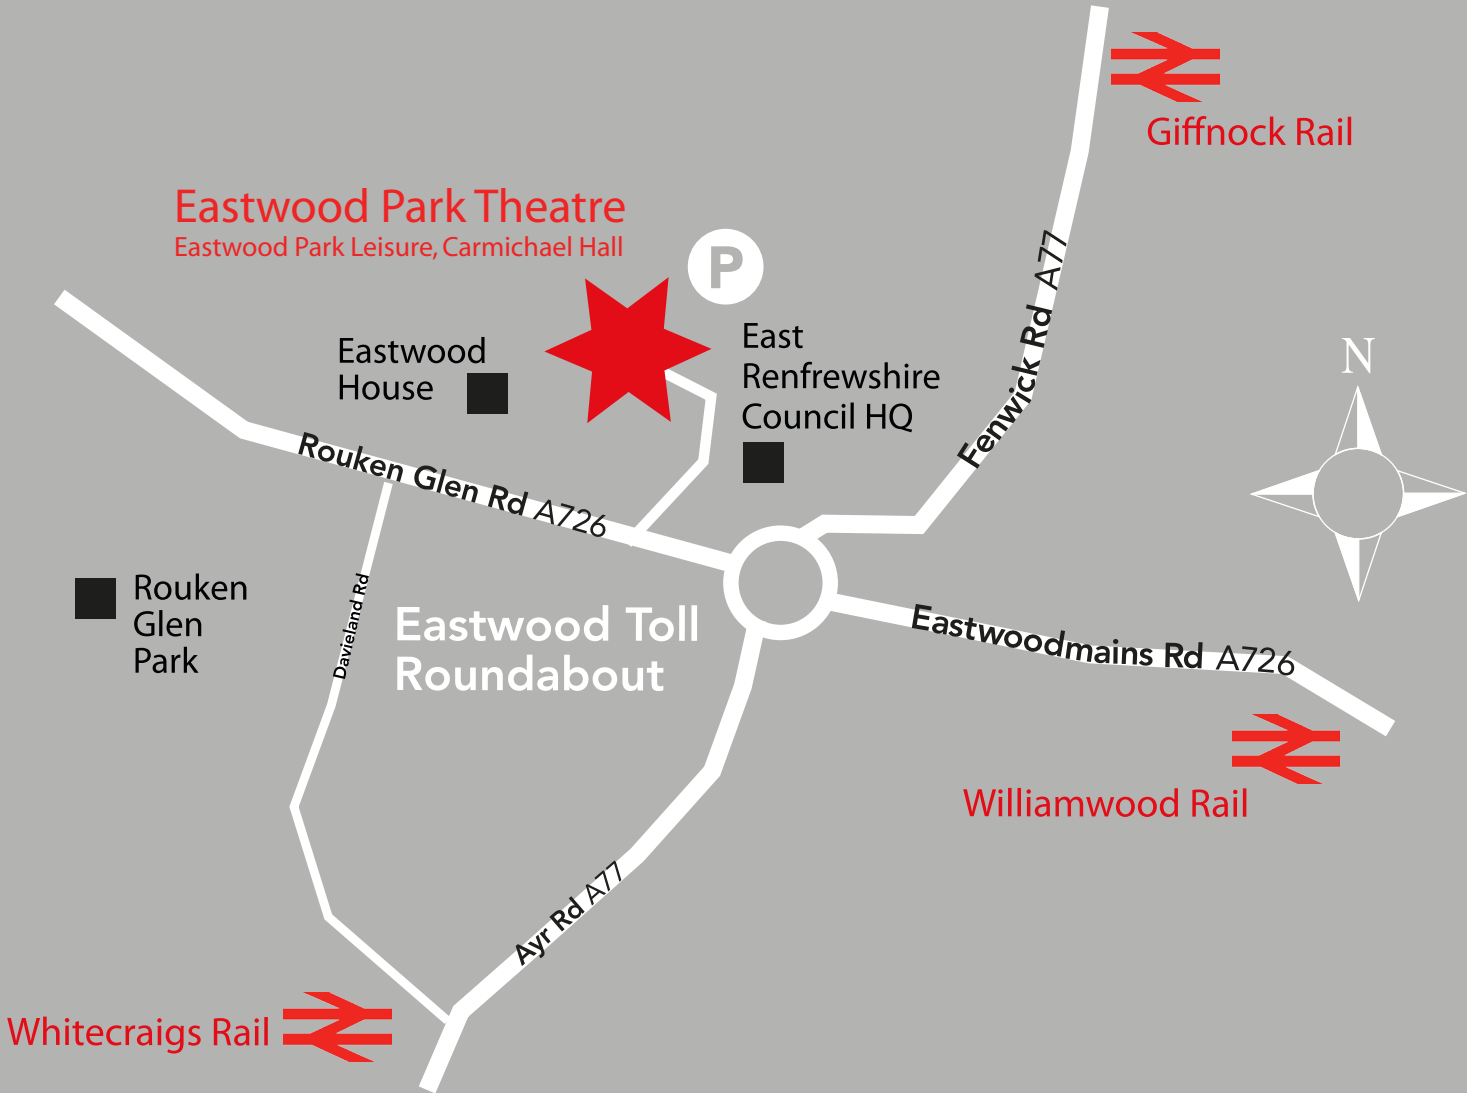 Giffnock Rail
Eastwood Park Theatre
Eastwood Park Leisure, Carmichael Hall
P
Fenwick Rd A77
East
Renfrewshire
Council HQ
Eastwood
House
N
Rouken Glen Rd A726
Rouken
Glen
Park
Davieland Rd
Eastwood Toll
Roundabout
Eastwoodmains Rd A726
Williamwood Rail
Ayr Rd A77
Whitecraigs Rail